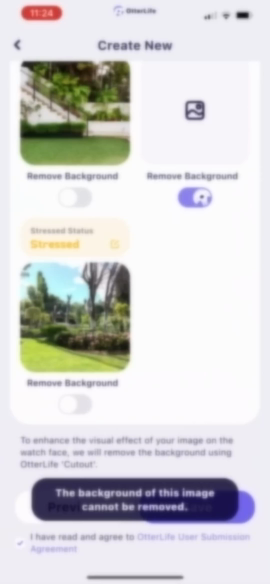 11:24
OtterLife
Create New
Remove Background
Remove Background
Stressed Status
Stressed
Remove Background
To enhance the visual effect of your image on the
watch face, we will remove the background using
OtterLife 'Cutout'.
The background of this image
cannot be removed.
I have read and agree to OtterLife User Submission
Agreement